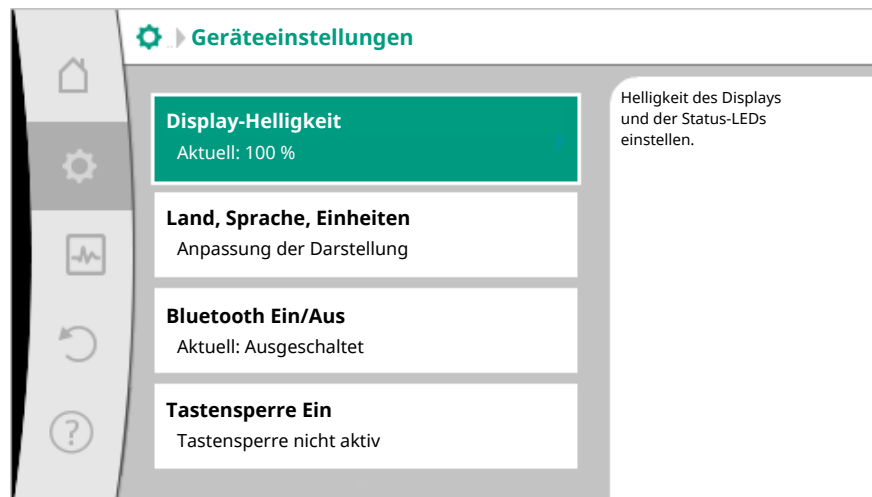 Geräteeinstellungen
Display-Helligkeit
Aktuell: 100 %
Land, Sprache, Einheiten
Anpassung der Darstellung
Bluetooth Ein/Aus
Aktuell: Ausgeschaltet
Tastensperre Ein
Tastensperre nicht aktiv
Helligkeit des Displays
und der Status-LEDs
einstellen.